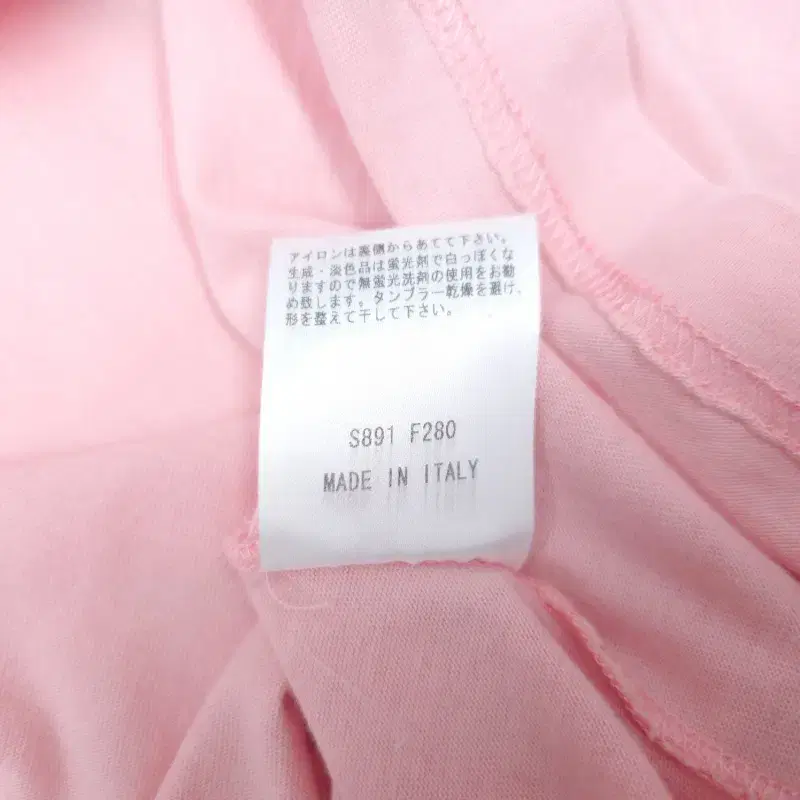 アイロンは裏側からあてて下さい。
生成・淡色品は蛍光剤で白っぽくな
りますので無蛍光洗剤の使用をお勧
め致します。タンブラー乾燥を避け、
形を整えて干して下さい。
S891 F280
MADE IN ITALY